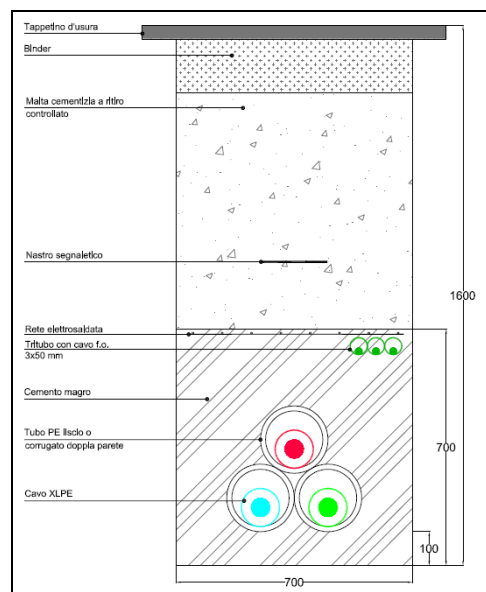 Tappetino d'usura
Binder
Malta cementizia a ritiro
controllato
Nastro segnaletico
1600
Rete elettrosaldata
Tritubo con cavo f.o.
3x50 mm
Cemento magro
Tubo PE liscio o
corrugato doppia parete
700
Cavo XLPE
100
700